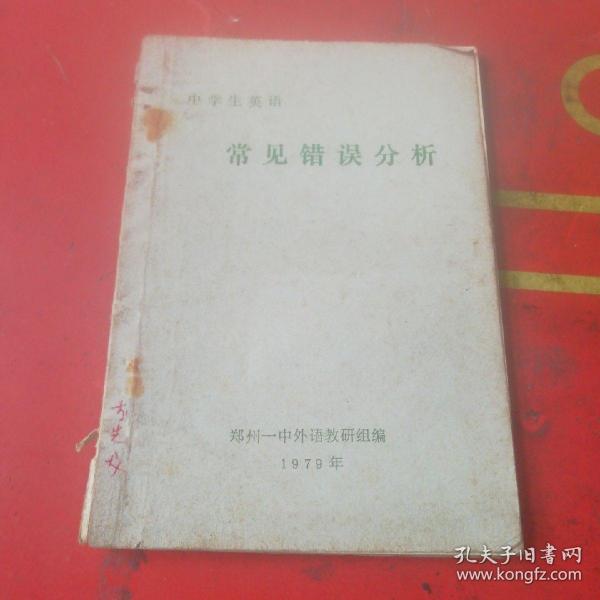 中学生英语
常见错误分析
郑州一中外语教研组编
1979年
孔夫子旧书网
www.kongfz.com